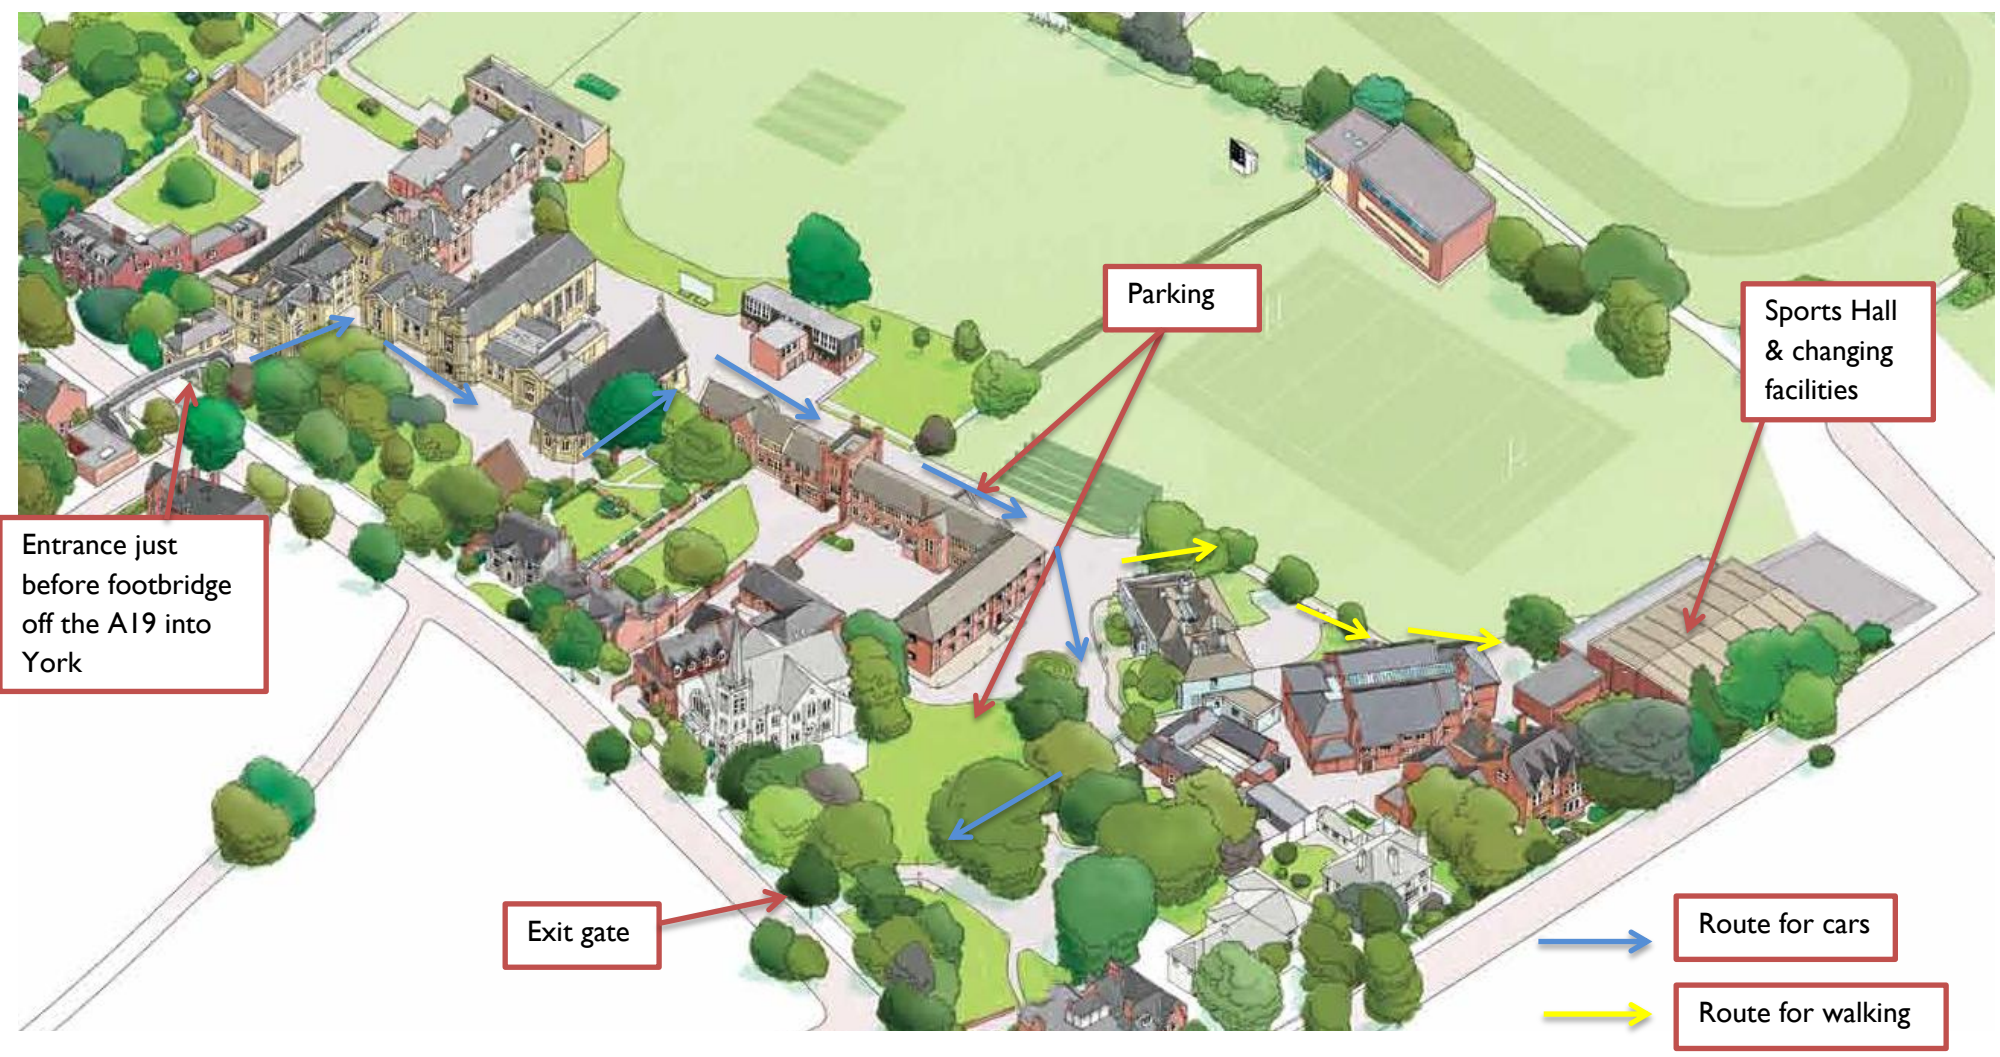 Parking
Sports Hall
& changing
facilities
Entrance just
before footbridge
off the A19 into
York
Exit gate
Route for cars
Route for walking